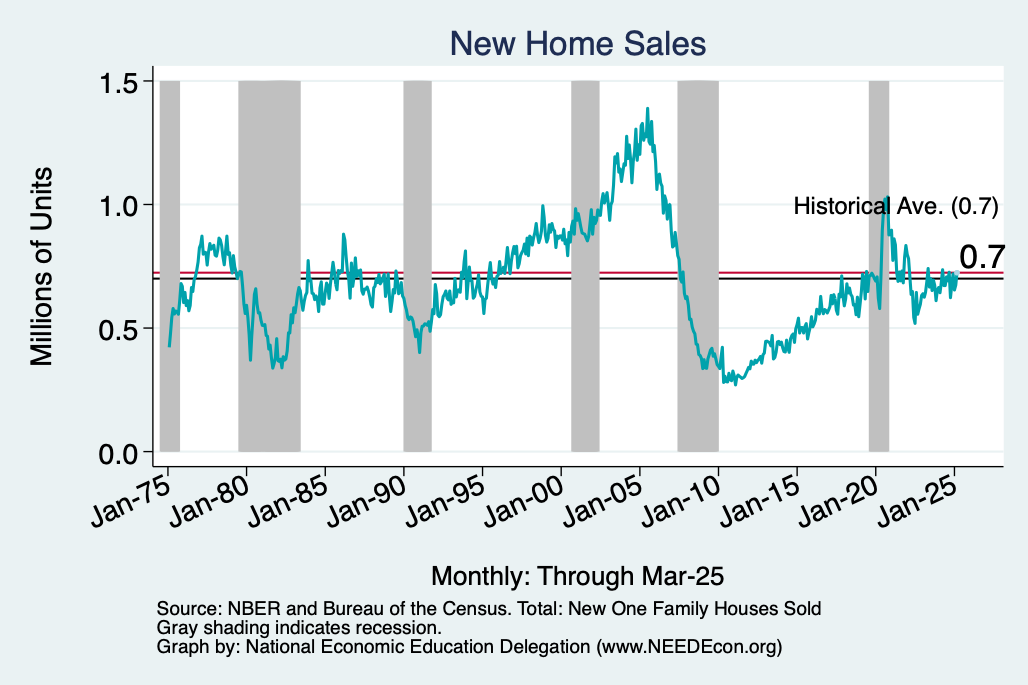 New Home Sales
Millions of Units
1.5
1.0
0.5
0.0
Historical Ave. (0.7)
0.7
Jan-75
Jan-80
Jan-85
Jan-90
Jan-95
Jan-00
Jan-05
Jan-10
Jan-15
Jan-20
Jan-25
Monthly: Through Mar-25
Source: NBER and Bureau of the Census. Total: New One Family Houses Sold
Gray shading indicates recession.
Graph by: National Economic Education Delegation (www.NEEDEcon.org)